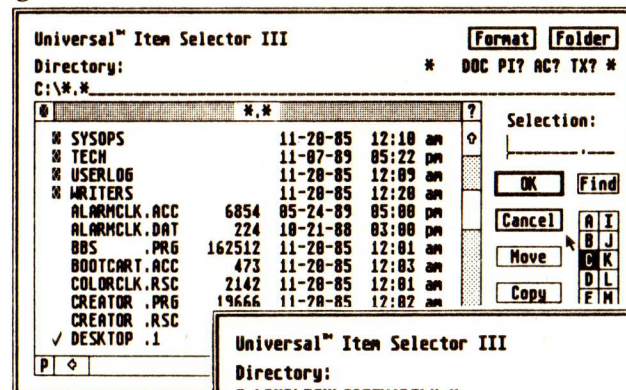 Universal™ Item Selector III
Format Folder
Directory:
* DOC PI? AC? TX? *
C:\*.*
*.* ?
Selection:
SYSOPS 11-20-85 12:10 am
TECH 11-07-89 05:22 pm
USERLOG 11-20-85 12:09 am
WRITERS 11-20-85 12:20 am
ALARMCLK.ACC 6854 05-24-89 05:00 pm
ALARMCLK.DAT 224 10-21-88 03:00 pm
BBS .PRG 162512 11-20-85 12:01 am
BOOTCART.ACC 473 11-20-85 12:03 am
COLORCLK.RSC 2142 11-20-85 12:01 am
CREATOR .PRG 19666 11-20-85 12:02 am
CREATOR .RSC
✓ DESKTOP .1
P
OK Find
Cancel
Move
Copy
A I
B J
C K
D L
E M
Universal™ Item Selector III
Directory: